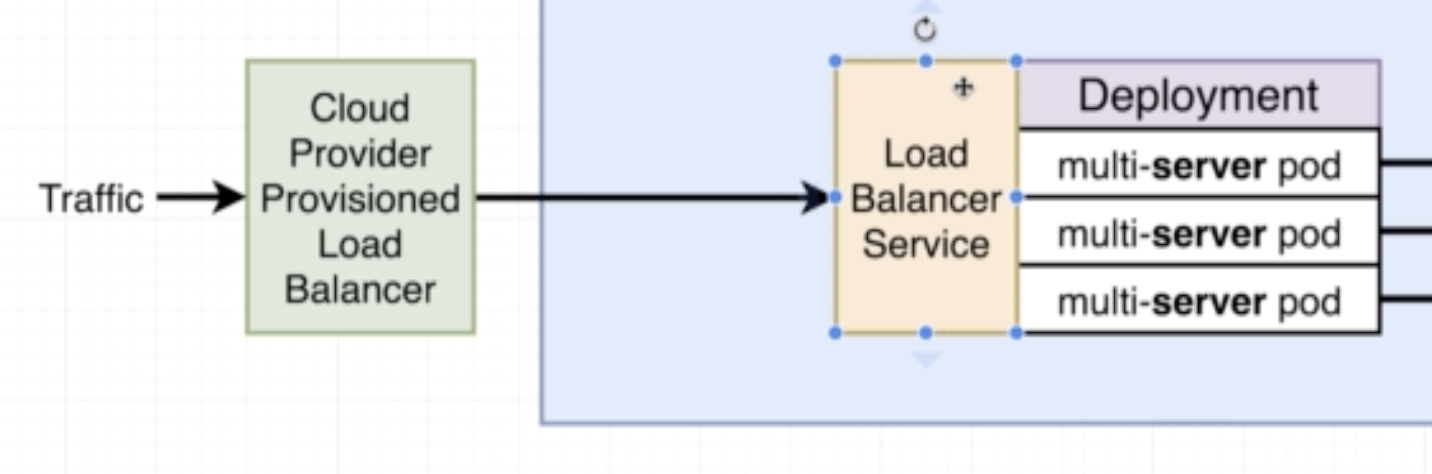 Traffic
Cloud
Provider
Provisioned
Load
Balancer
Load
Balancer
Service
Deployment
multi-server pod
multi-server pod
multi-server pod